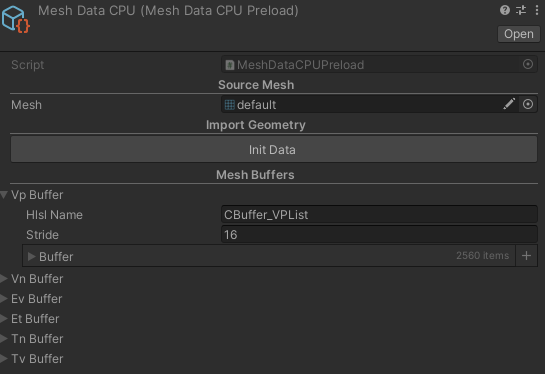 Mesh Data CPU (Mesh Data CPU Preload)
Open
Script MeshDataCPUPreload
Source Mesh
Mesh default
Import Geometry
Init Data
Mesh Buffers
Vp Buffer
Hlsl Name CBuffer_VPList
Stride 16
Buffer 2560 items +
Vn Buffer
Ev Buffer
Et Buffer
Tn Buffer
Tv Buffer